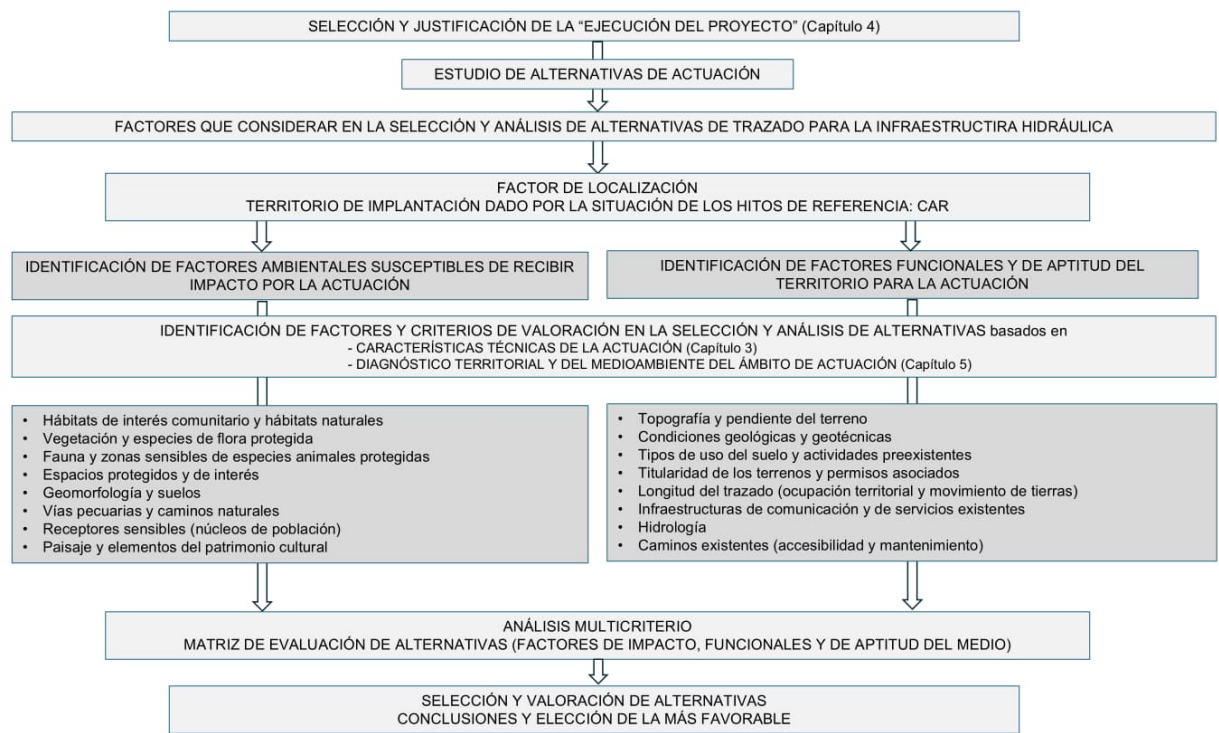 SELECCIÓN Y JUSTIFICACIÓN DE LA “EJECUCIÓN DEL PROYECTO” (Capítulo 4)
ESTUDIO DE ALTERNATIVAS DE ACTUACIÓN
FACTORES QUE CONSIDERAR EN LA SELECCIÓN Y ANÁLISIS DE ALTERNATIVAS DE TRAZADO PARA LA INFRAESTRUCTIRA HIDRÁULICA
FACTOR DE LOCALIZACIÓN
TERRITORIO DE IMPLANTACIÓN DADO POR LA SITUACIÓN DE LOS HITOS DE REFERENCIA: CAR
IDENTIFICACIÓN DE FACTORES AMBIENTALES SUSCEPTIBLES DE RECIBIR
IMPACTO POR LA ACTUACIÓN
IDENTIFICACIÓN DE FACTORES FUNCIONALES Y DE APTITUD DEL
TERRITORIO PARA LA ACTUACIÓN
IDENTIFICACIÓN DE FACTORES Y CRITERIOS DE VALORACIÓN EN LA SELECCIÓN Y ANÁLISIS DE ALTERNATIVAS basados en
- CARACTERÍSTICAS TÉCNICAS DE LA ACTUACIÓN (Capítulo 3)
- DIAGNÓSTICO TERRITORIAL Y DEL MEDIOAMBIENTE DEL ÁMBITO DE ACTUACIÓN (Capítulo 5)
• Hábitats de interés comunitario y hábitats naturales
• Vegetación y especies de flora protegida
• Fauna y zonas sensibles de especies animales protegidas
• Espacios protegidos y de interés
• Geomorfología y suelos
• Vías pecuarias y caminos naturales
• Receptores sensibles (núcleos de población)
• Paisaje y elementos del patrimonio cultural
• Topografía y pendiente del terreno
• Condiciones geológicas y geotécnicas
• Tipos de uso del suelo y actividades preexistentes
• Titularidad de los terrenos y permisos asociados
• Longitud del trazado (ocupación territorial y movimiento de tierras)
• Infraestructuras de comunicación y de servicios existentes
• Hidrología
• Caminos existentes (accesibilidad y mantenimiento)
ANÁLISIS MULTICRITERIO
MATRIZ DE EVALUACIÓN DE ALTERNATIVAS (FACTORES DE IMPACTO, FUNCIONALES Y DE APTITUD DEL MEDIO)
SELECCIÓN Y VALORACIÓN DE ALTERNATIVAS
CONCLUSIONES Y ELECCIÓN DE LA MÁS FAVORABLE